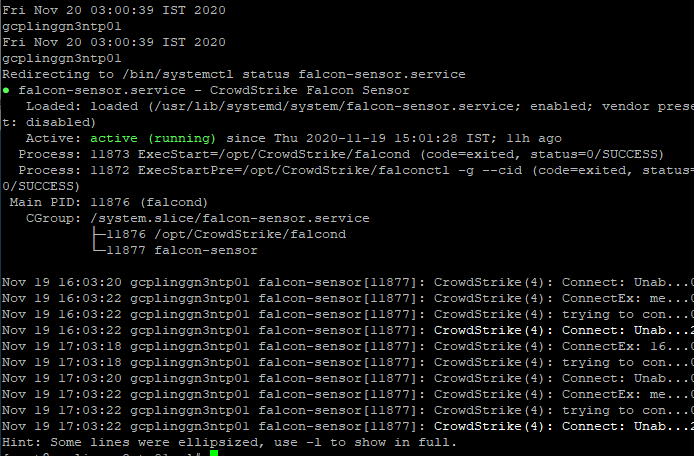 Fri Nov 20 03:00:39 IST 2020
gcplinggn3ntp01
Fri Nov 20 03:00:39 IST 2020
gcplinggn3ntp01
Redirecting to /bin/systemctl status falcon-sensor.service
● falcon-sensor.service - CrowdStrike Falcon Sensor
   Loaded: loaded (/usr/lib/systemd/system/falcon-sensor.service; enabled; vendor prese
t: disabled)
   Active: active (running) since Thu 2020-11-19 15:01:28 IST; 11h ago
  Process: 11873 ExecStart=/opt/CrowdStrike/falcond (code=exited, status=0/SUCCESS)
  Process: 11872 ExecStartPre=/opt/CrowdStrike/falconctl -g --cid (code=exited, status=
0/SUCCESS)
 Main PID: 11876 (falcond)
   CGroup: /system.slice/falcon-sensor.service
           ├─11876 /opt/CrowdStrike/falcond
           └─11877 falcon-sensor

Nov 19 16:03:20 gcplinggn3ntp01 falcon-sensor[11877]: CrowdStrike(4): Connect: Unab...0
Nov 19 16:03:22 gcplinggn3ntp01 falcon-sensor[11877]: CrowdStrike(4): ConnectEx: me...0
Nov 19 16:03:22 gcplinggn3ntp01 falcon-sensor[11877]: CrowdStrike(4): trying to con...0
Nov 19 16:03:22 gcplinggn3ntp01 falcon-sensor[11877]: CrowdStrike(4): Connect: Unab...2
Nov 19 17:03:18 gcplinggn3ntp01 falcon-sensor[11877]: CrowdStrike(4): ConnectEx: 16...0
Nov 19 17:03:18 gcplinggn3ntp01 falcon-sensor[11877]: CrowdStrike(4): trying to con...0
Nov 19 17:03:20 gcplinggn3ntp01 falcon-sensor[11877]: CrowdStrike(4): Connect: Unab...0
Nov 19 17:03:22 gcplinggn3ntp01 falcon-sensor[11877]: CrowdStrike(4): ConnectEx: me...0
Nov 19 17:03:22 gcplinggn3ntp01 falcon-sensor[11877]: CrowdStrike(4): trying to con...0
Nov 19 17:03:22 gcplinggn3ntp01 falcon-sensor[11877]: CrowdStrike(4): Connect: Unab...2
Hint: Some lines were ellipsized, use -l to show in full.